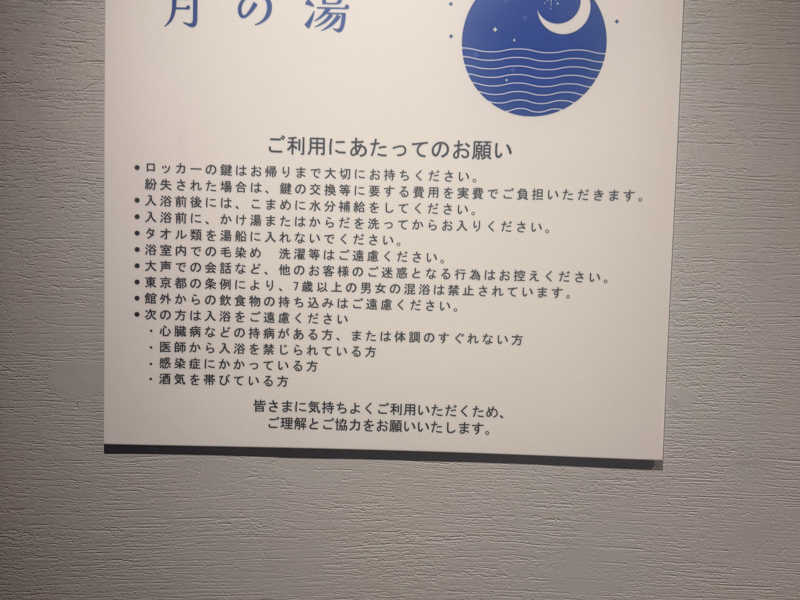 月の湯
ご利用にあたってのお願い
●ロッカーの鍵はお帰りまで大切にお持ちください。
紛失された場合は、鍵の交換等に要する費用を実費でご負担いただきます。
●入浴前後には、こまめに水分補給をしてください。
●入浴前に、かけ湯またはからだを洗ってからお入りください。
●タオル類を湯船に入れないでください。
●浴室内での毛染め　洗濯等はご遠慮ください。
●大声での会話など、他のお客様のご迷惑となる行為はお控えください。
●東京都の条例により、7歳以上の男女の混浴は禁止されています。
●館外からの飲食物の持ち込みはご遠慮ください。
●次の方は入浴をご遠慮ください
・心臓病などの持病がある方、または体調のすぐれない方
・医師から入浴を禁じられている方
・感染症にかかっている方
・酒気を帯びている方
皆さまに気持ちよくご利用いただくため、
ご理解とご協力をお願いいたします。